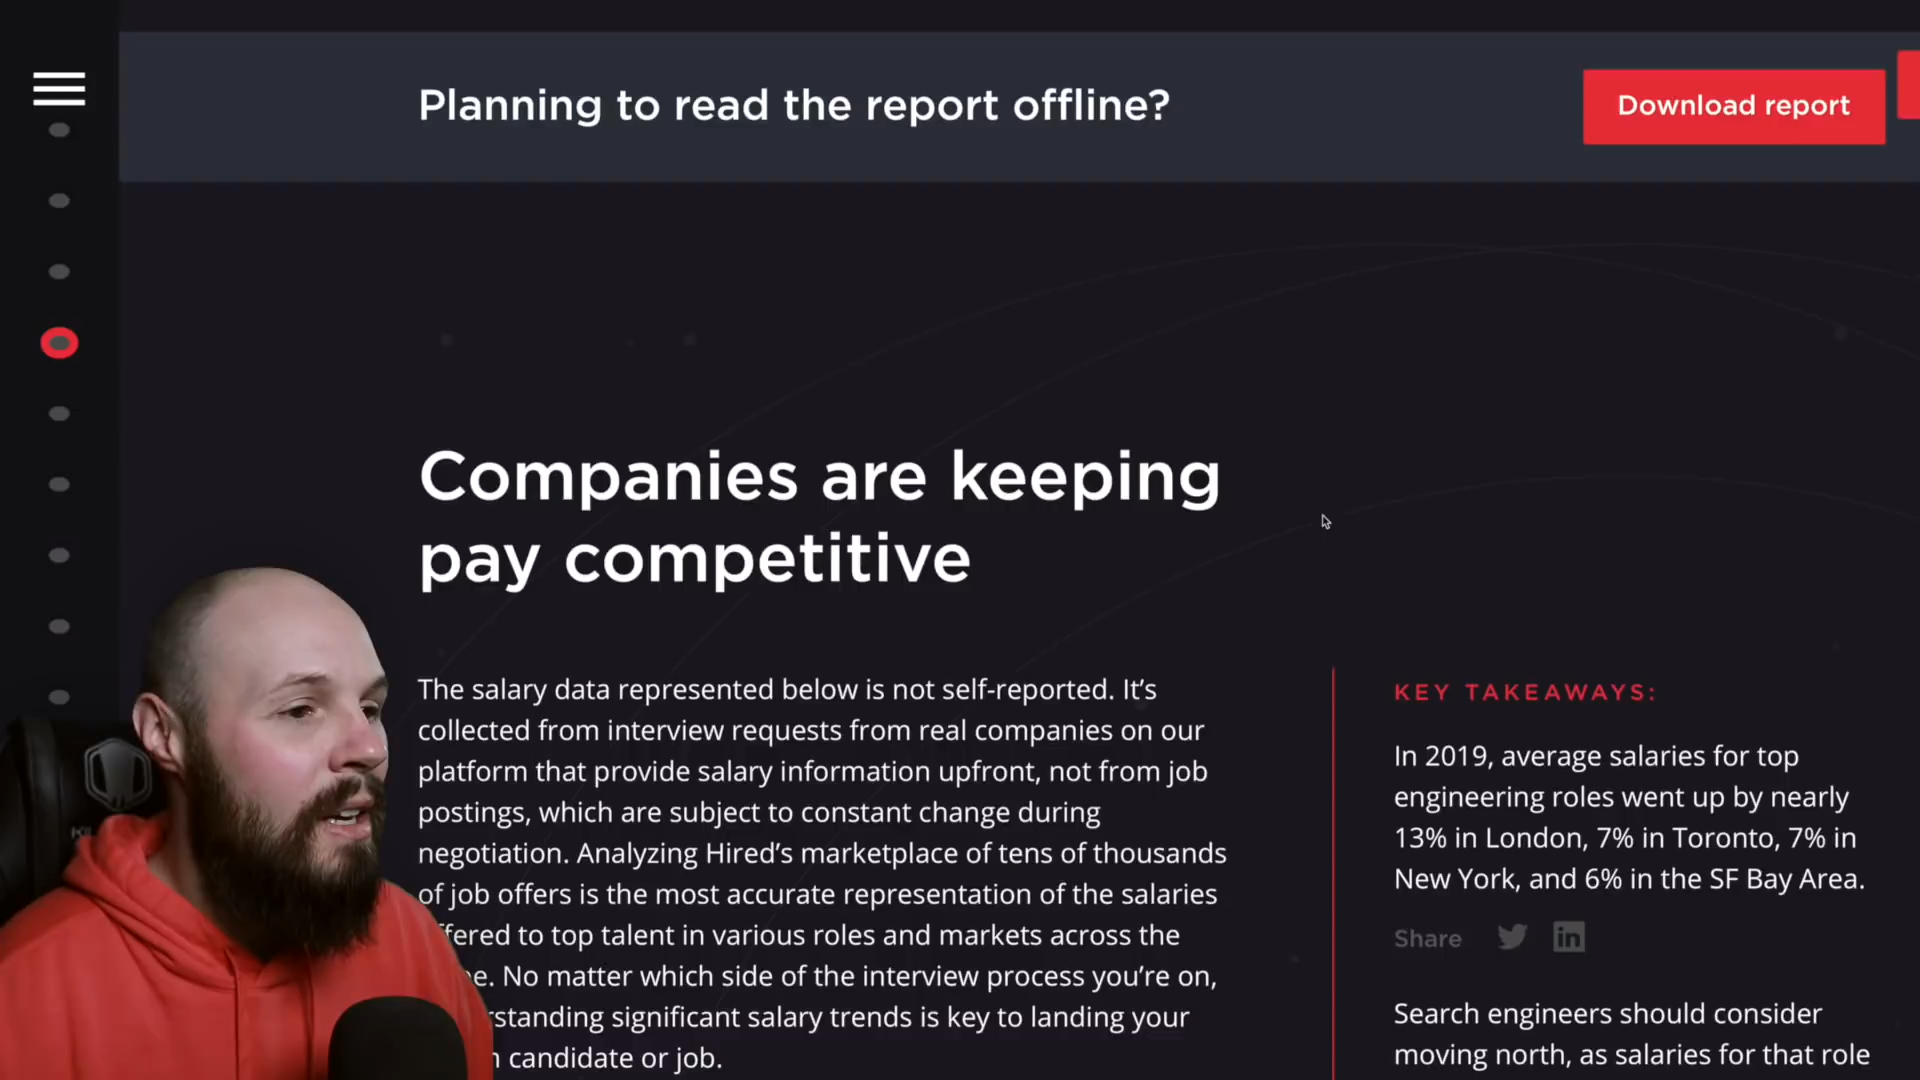 Planning to read the report offline?
Download report
Companies are keeping
pay competitive
The salary data represented below is not self-reported. It’s
collected from interview requests from real companies on our
platform that provide salary information upfront, not from job
postings, which are subject to constant change during
negotiation. Analyzing Hired’s marketplace of tens of thousands
of job offers is the most accurate representation of the salaries
to top talent in various roles and markets across the
No matter which side of the interview process you’re on,
significant salary trends is key to landing your
candidate or job.
KEY TAKEAWAYS:
In 2019, average salaries for top
engineering roles went up by nearly
13% in London, 7% in Toronto, 7% in
New York, and 6% in the SF Bay Area.
Share
in
Search engineers should consider
moving north, as salaries for that role